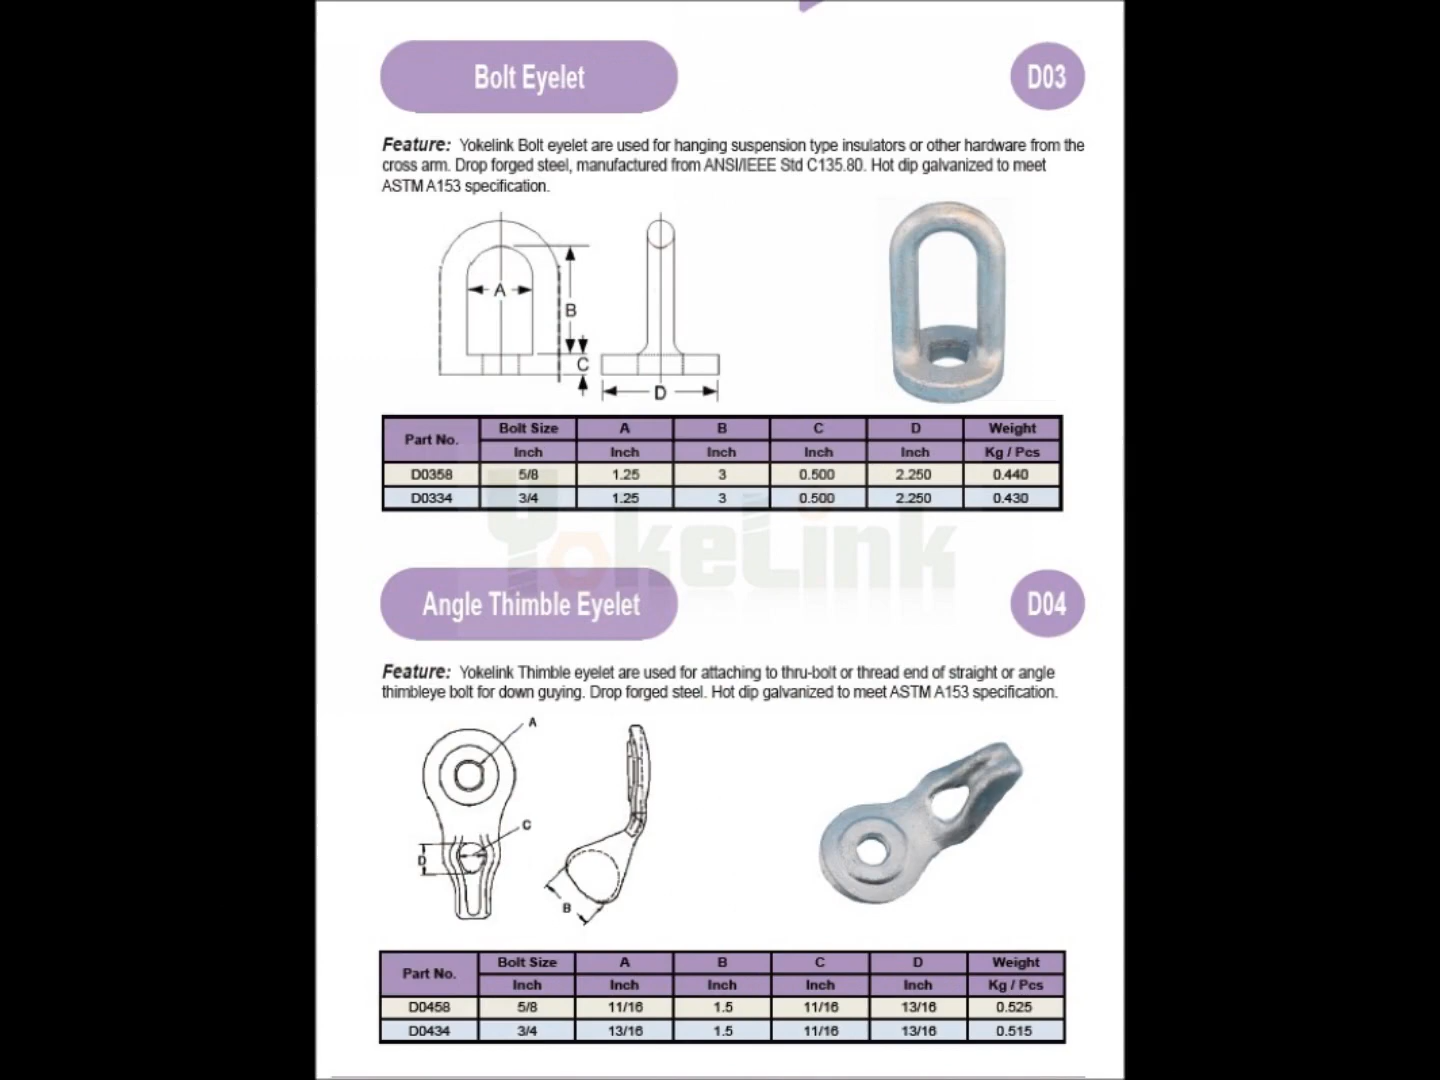 Bolt Eyelet
D03
Feature: Yokelink Bolt eyelet are used for hanging suspension type insulators or other hardware from the
cross arm. Drop forged steel, manufactured from ANSI/IEEE Std C135.80. Hot dip galvanized to meet
ASTM A153 specification.
A
B
C
D
Part No. Bolt Size A B C D Weight
Inch Inch Inch Inch Inch Kg / Pcs
D0358 5/8 1.25 3 0.500 2.250 0.440
D0334 3/4 1.25 3 0.500 2.250 0.430
YokeLink
Angle Thimble Eyelet
D04
Feature: Yokelink Thimble eyelet are used for attaching to thru-bolt or thread end of straight or angle
thimbleye bolt for down guying. Drop forged steel. Hot dip galvanized to meet ASTM A153 specification.
A
C
D
B
Part No. Bolt Size A B C D Weight
Inch Inch Inch Inch Inch Kg / Pcs
D0458 5/8 11/16 1.5 11/16 13/16 0.525
D0434 3/4 13/16 1.5 11/16 13/16 0.515